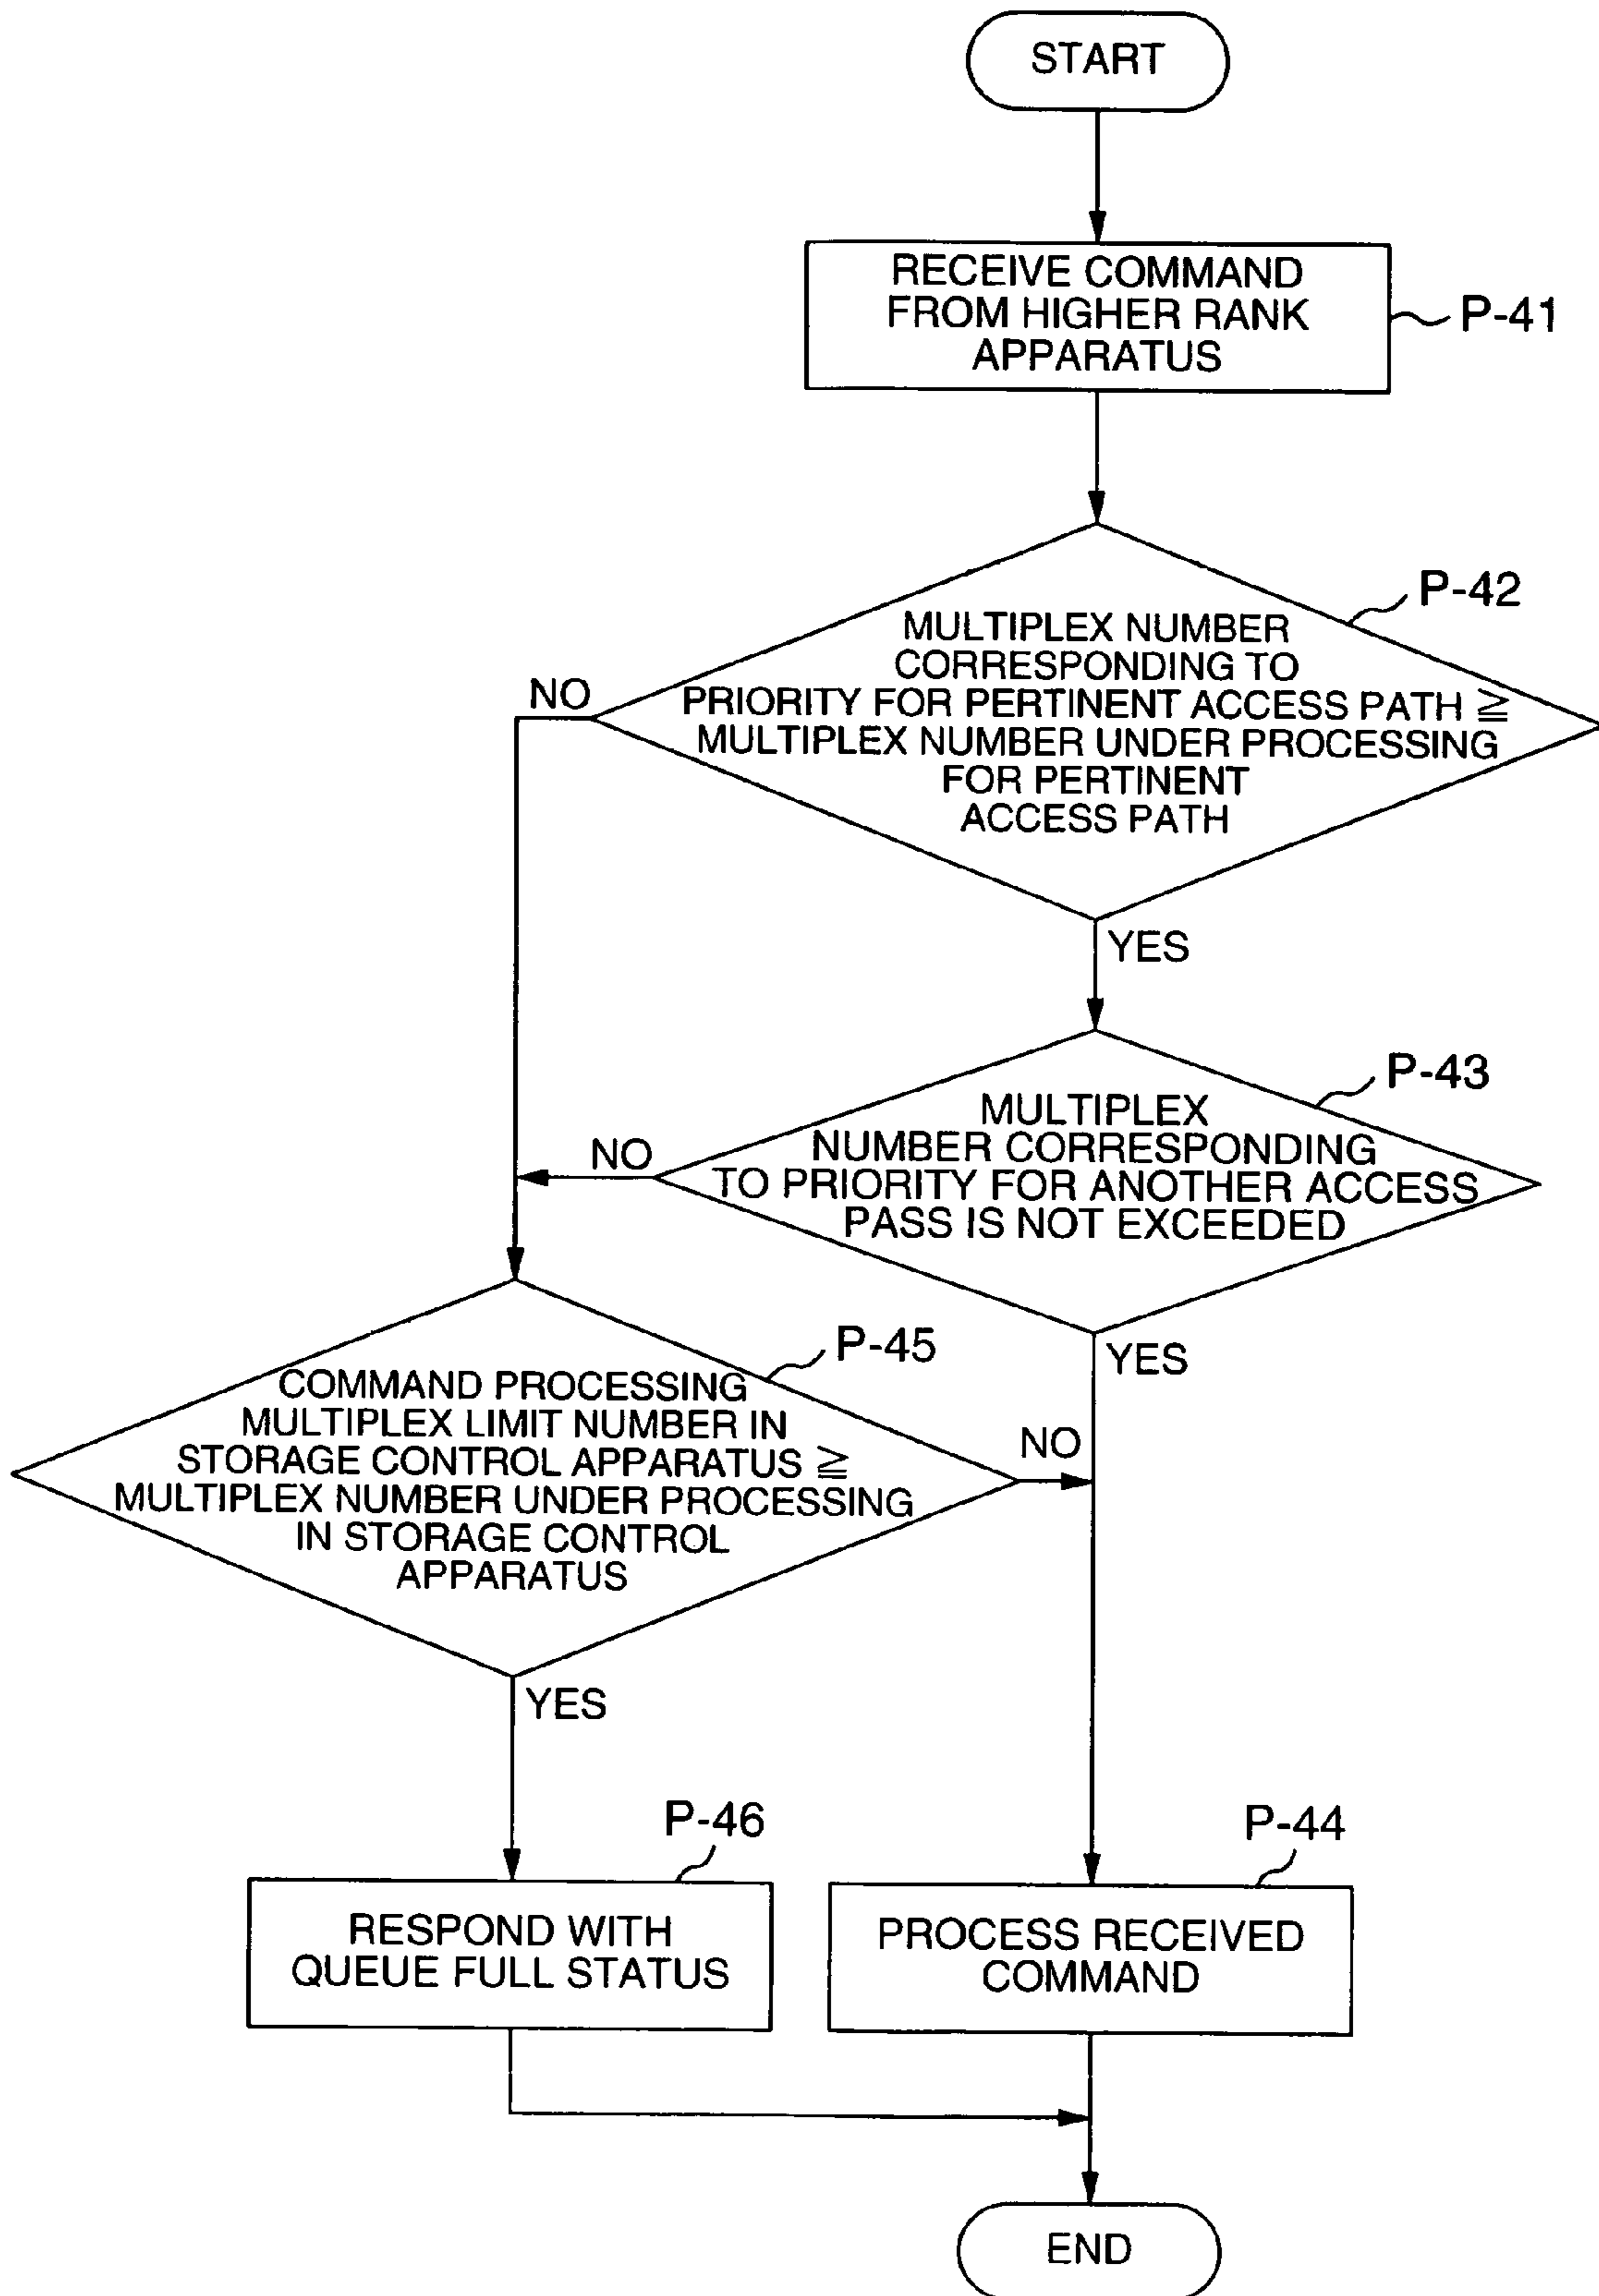 START
RECEIVE COMMAND
FROM HIGHER RANK
APPARATUS
P-41
P-42
MULTIPLEX NUMBER
CORRESPONDING TO
PRIORITY FOR PERTINENT ACCESS PATH ≧
MULTIPLEX NUMBER UNDER PROCESSING
FOR PERTINENT
ACCESS PATH
NO
YES
P-43
MULTIPLEX
NUMBER CORRESPONDING
TO PRIORITY FOR ANOTHER ACCESS
PASS IS NOT EXCEEDED
NO
YES
P-45
COMMAND PROCESSING
MULTIPLEX LIMIT NUMBER IN
STORAGE CONTROL APPARATUS ≧
MULTIPLEX NUMBER UNDER PROCESSING
IN STORAGE CONTROL
APPARATUS
NO
YES
P-46
RESPOND WITH
QUEUE FULL STATUS
P-44
PROCESS RECEIVED
COMMAND
END